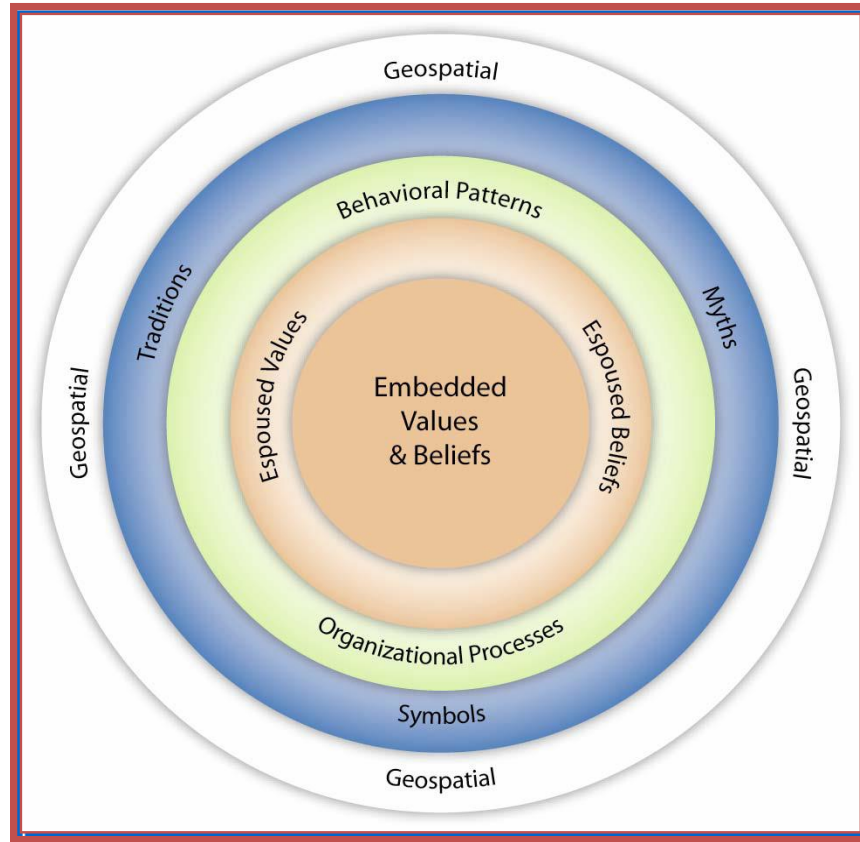 Geospatial
Behavioral Patterns
Traditions
Myths
Espoused Values
Espoused Beliefs
Geospatial
Geospatial
Embedded
Values
& Beliefs
Organizational Processes
Symbols
Geospatial